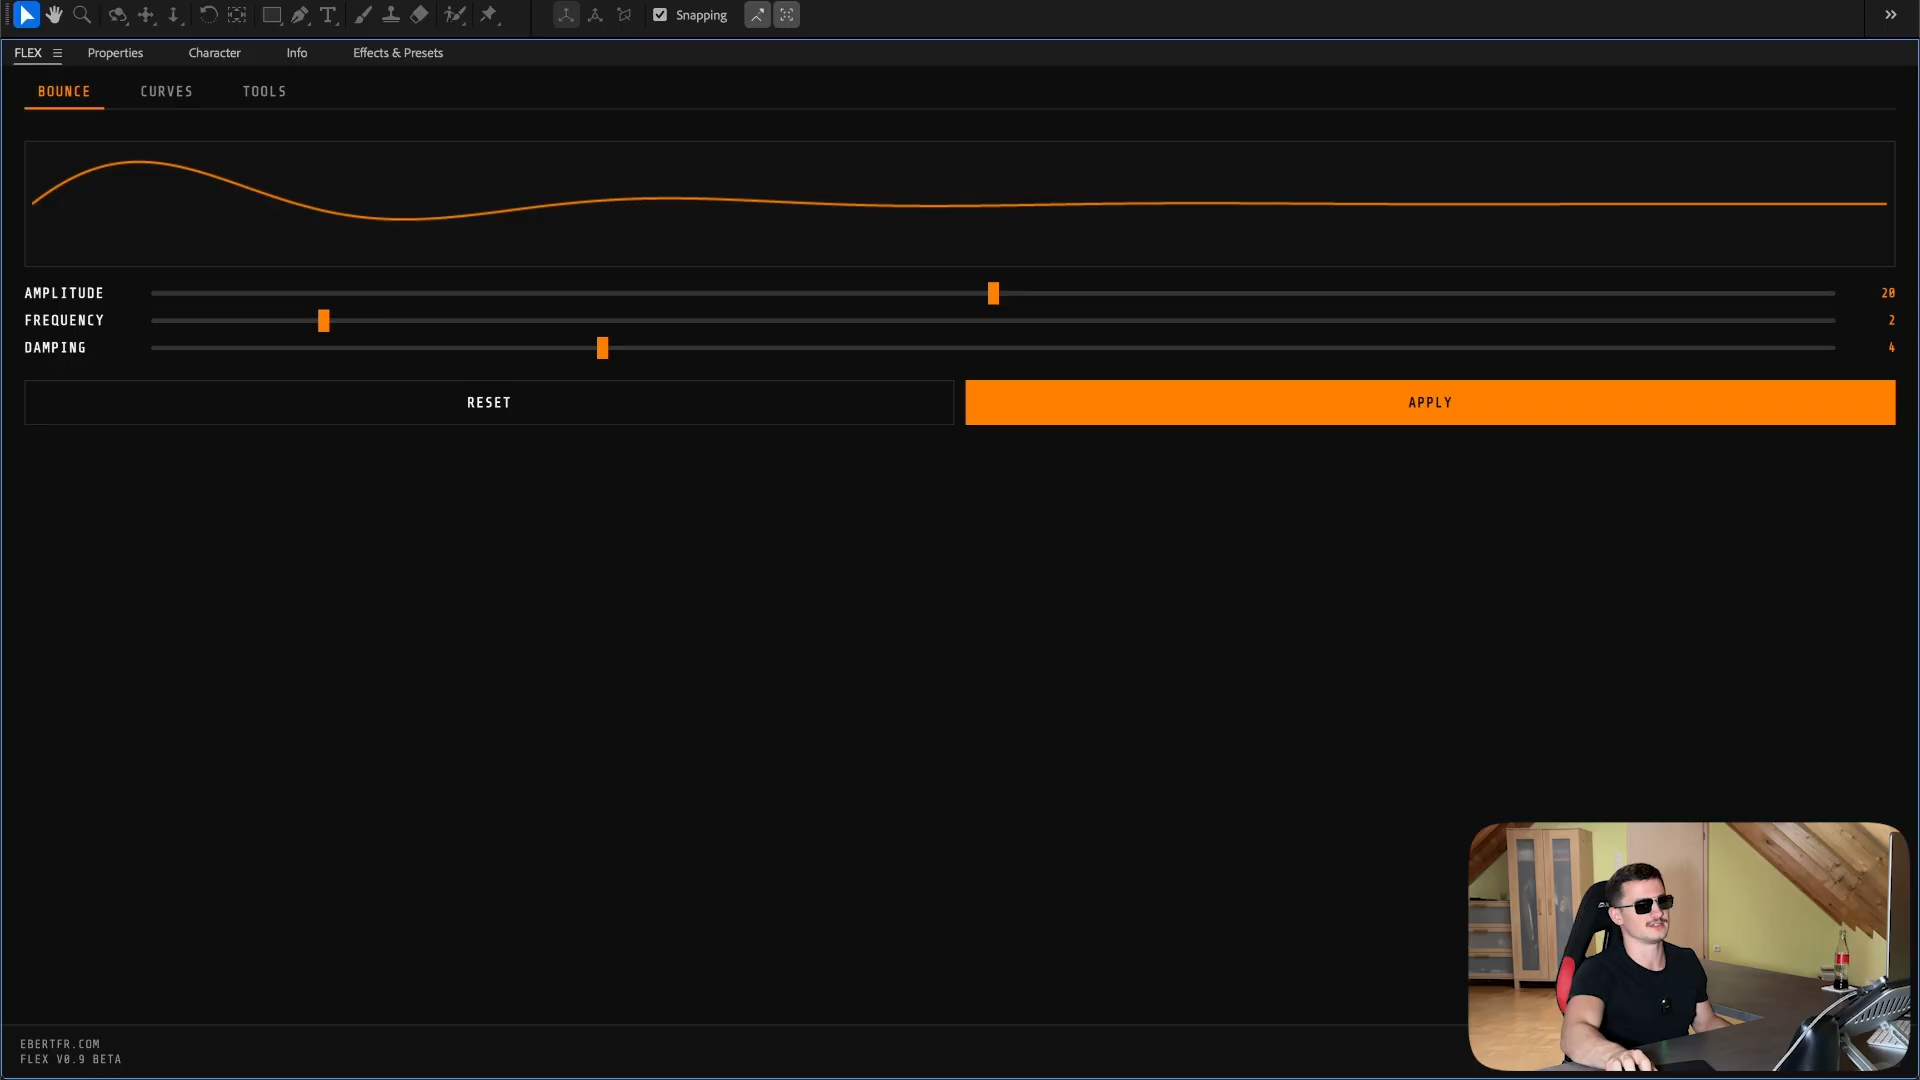 Snapping
FLEX Properties Character Info Effects & Presets
BOUNCE CURVES TOOLS
AMPLITUDE 20
FREQUENCY 2
DAMPING 4
RESET APPLY
EBERTFR.COM
FLEX V0.9 BETA